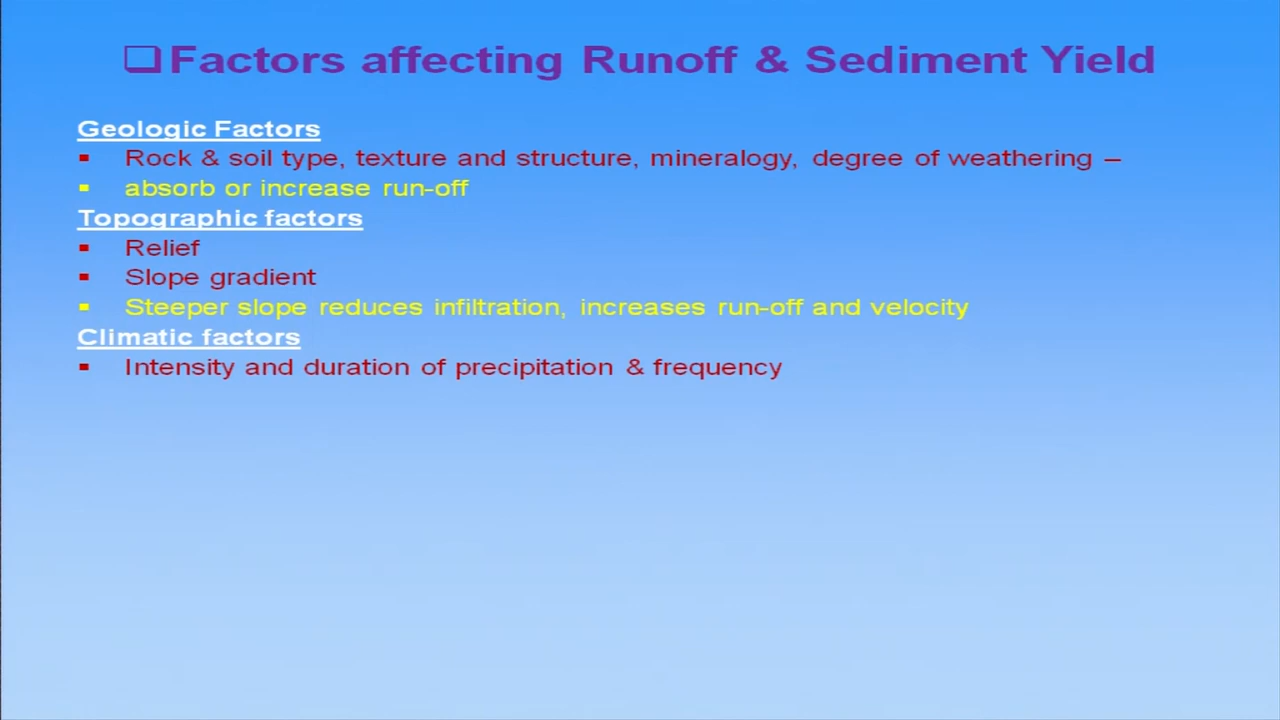 ❑Factors affecting Runoff & Sediment Yield
Geologic Factors
▪ Rock & soil type, texture and structure, mineralogy, degree of weathering –
▪ absorb or increase run-off
Topographic factors
▪ Relief
▪ Slope gradient
▪ Steeper slope reduces infiltration, increases run-off and velocity
Climatic factors
▪ Intensity and duration of precipitation & frequency